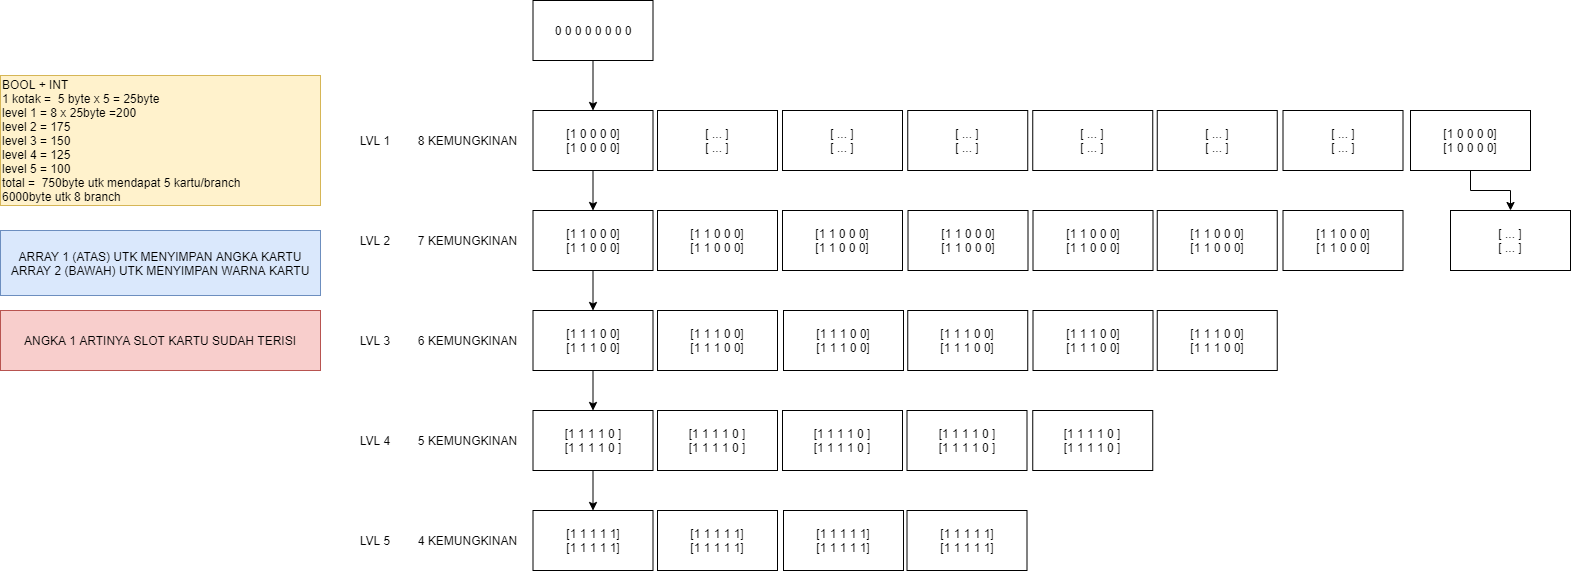 0 0 0 0 0 0 0 0
BOOL + INT
1 kotak = 5 byte x 5 = 25byte
level 1 = 8 x 25byte =200
level 2 = 175
level 3 = 150
level 4 = 125
level 5 = 100
total = 750byte utk mendapat 5 kartu/branch
6000byte utk 8 branch
ARRAY 1 (ATAS) UTK MENYIMPAN ANGKA KARTU
ARRAY 2 (BAWAH) UTK MENYIMPAN WARNA KARTU
ANGKA 1 ARTINYA SLOT KARTU SUDAH TERISI
LVL 1 8 KEMUNGKINAN
[1 0 0 0 0] [ ... ] [ ... ] [ ... ] [ ... ] [ ... ] [ ... ] [1 0 0 0 0]
[1 0 0 0 0] [ ... ] [ ... ] [ ... ] [ ... ] [ ... ] [ ... ] [1 0 0 0 0]
LVL 2 7 KEMUNGKINAN
[1 1 0 0 0] [1 1 0 0 0] [1 1 0 0 0] [1 1 0 0 0] [1 1 0 0 0] [1 1 0 0 0] [1 1 0 0 0] [ ... ]
[1 1 0 0 0] [1 1 0 0 0] [1 1 0 0 0] [1 1 0 0 0] [1 1 0 0 0] [1 1 0 0 0] [1 1 0 0 0] [ ... ]
LVL 3 6 KEMUNGKINAN
[1 1 1 0 0] [1 1 1 0 0] [1 1 1 0 0] [1 1 1 0 0] [1 1 1 0 0] [1 1 1 0 0]
[1 1 1 0 0] [1 1 1 0 0] [1 1 1 0 0] [1 1 1 0 0] [1 1 1 0 0] [1 1 1 0 0]
LVL 4 5 KEMUNGKINAN
[1 1 1 1 0 ] [1 1 1 1 0 ] [1 1 1 1 0 ] [1 1 1 1 0 ] [1 1 1 1 0 ]
[1 1 1 1 0 ] [1 1 1 1 0 ] [1 1 1 1 0 ] [1 1 1 1 0 ] [1 1 1 1 0 ]
LVL 5 4 KEMUNGKINAN
[1 1 1 1 1] [1 1 1 1 1] [1 1 1 1 1] [1 1 1 1 1]
[1 1 1 1 1] [1 1 1 1 1] [1 1 1 1 1] [1 1 1 1 1]